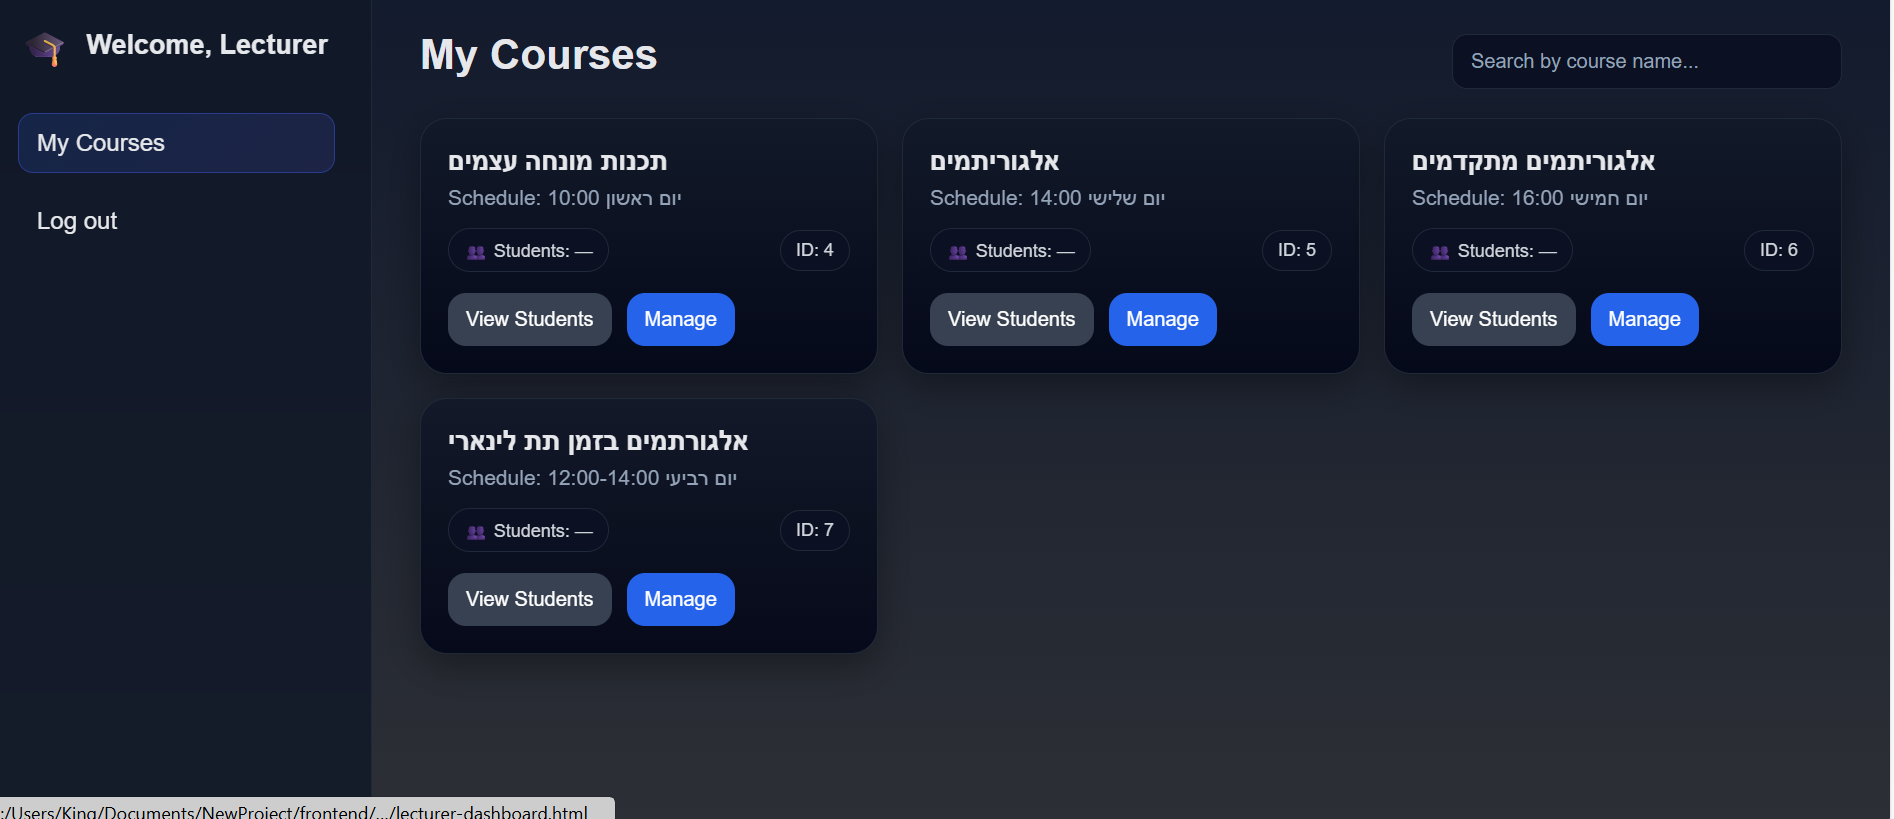 Welcome, Lecturer
My Courses
Log out
My Courses
Search by course name...
תכנות מונחה עצמים
Schedule: יום ראשון 10:00
Students: —
ID: 4
View Students
Manage
אלגוריתמים
Schedule: יום שלישי 14:00
Students: —
ID: 5
View Students
Manage
אלגוריתמים מתקדמים
Schedule: יום חמישי 16:00
Students: —
ID: 6
View Students
Manage
אלגורתמים בזמן תת לינארי
Schedule: יום רביעי 12:00-14:00
Students: —
ID: 7
View Students
Manage
:/Users/King/Documents/NewProject/frontend/.../lecturer-dashboard.html